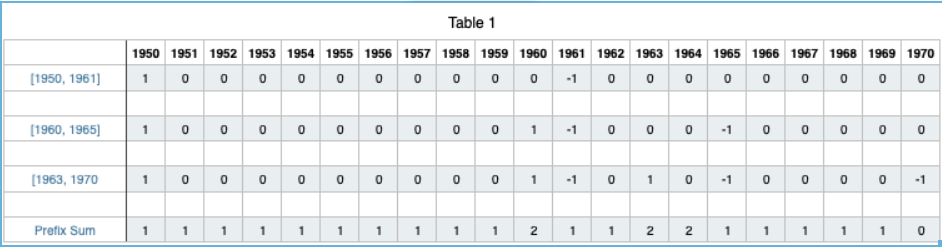 Table 1
1950 1951 1952 1953 1954 1955 1956 1957 1958 1959 1960 1961 1962 1963 1964 1965 1966 1967 1968 1969 1970
[1950, 1961] 1 0 0 0 0 0 0 0 0 0 0 -1 0 0 0 0 0 0 0 0 0
[1960, 1965] 1 0 0 0 0 0 0 0 0 0 1 -1 0 0 0 -1 0 0 0 0 0
[1963, 1970 1 0 0 0 0 0 0 0 0 0 1 -1 0 1 0 -1 0 0 0 0 -1
Prefix Sum 1 1 1 1 1 1 1 1 1 1 2 1 1 2 2 1 1 1 1 1 0